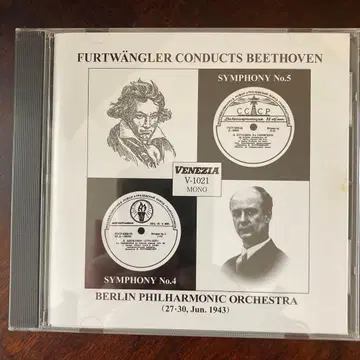 FURTWÄNGLER CONDUCTS BEETHOVEN
SYMPHONY No.5
СССР
VENEZIA
V-1021
MONO
SYMPHONY No.4
BERLIN PHILHARMONIC ORCHESTRA
(27-30, Jun. 1943)